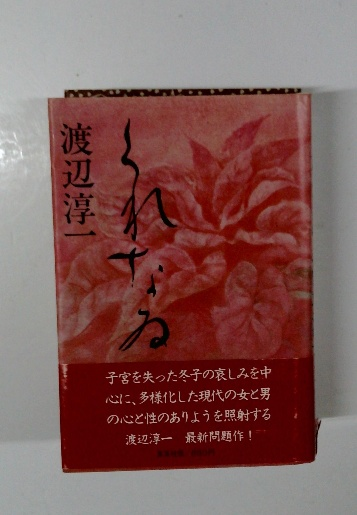 渡辺淳一
くれなゐ
子宮を失った冬子の哀しみを中
心に、多様化した現代の女と男
の心と性のありようを照射する
渡辺淳一 最新問題作!